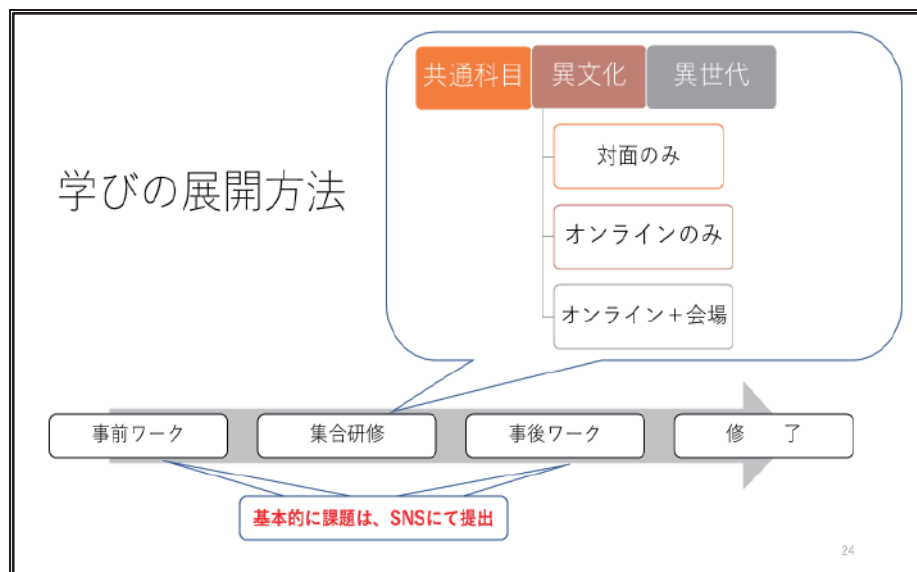 共通科目
異文化
異世代
対面のみ
学びの展開方法
オンラインのみ
オンライン+会場
事前ワーク
集合研修
事後ワーク
修 了
基本的に課題は、SNSにて提出
24